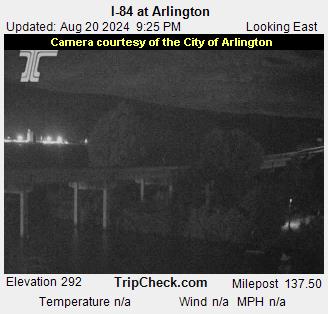 I-84 at Arlington
Updated: Aug 20 2024 9:25 PM Looking East
Camera courtesy of the City of Arlington
Elevation 292 TripCheck.com Milepost 137.50
Temperature n/a Wind n/a MPH n/a